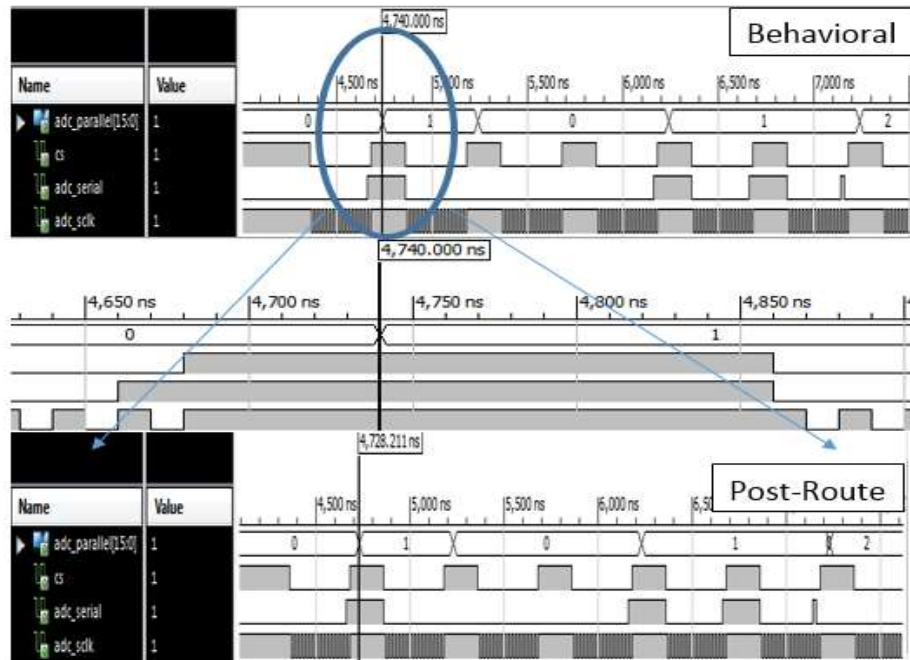 4,740.000 ns
Behavioral
Name Value
4,500 ns 5,000 ns 5,500 ns 6,000 ns 6,500 ns 7,000 ns
adc_parallel[15:0] 1 0 1 0 1 2
cs 1
adc_serial 1
adc_sclk 1
4,740.000 ns
4,650 ns 4,700 ns 4,750 ns 4,800 ns 4,850 ns
0 1
4,728.211 ns
Post-Route
Name Value
4,500 ns 5,000 ns 5,500 ns 6,000 ns
adc_parallel[15:0] 1 0 1 0 1 2
cs 1
adc_serial 1
adc_sclk 1